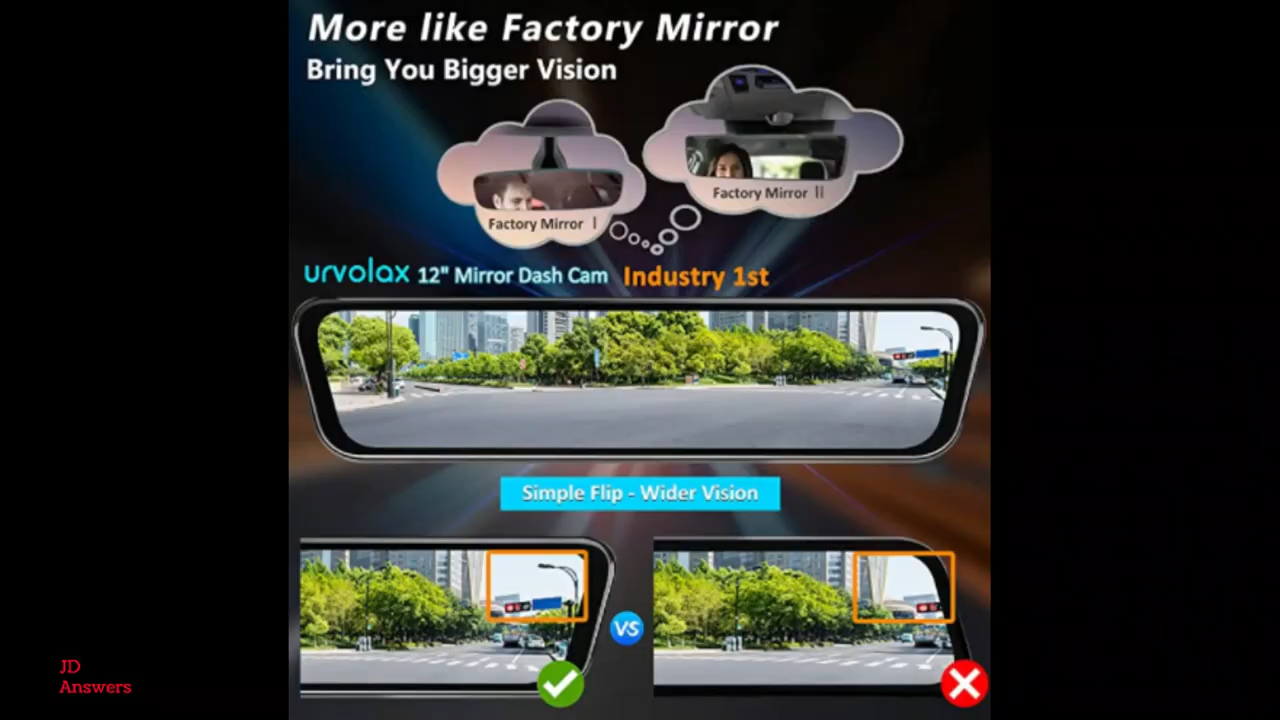 More like Factory Mirror
Bring You Bigger Vision
Factory Mirror II
Factory Mirror I
urvolax 12" Mirror Dash Cam Industry 1st
Simple Flip - Wider Vision
VS
JD
Answers